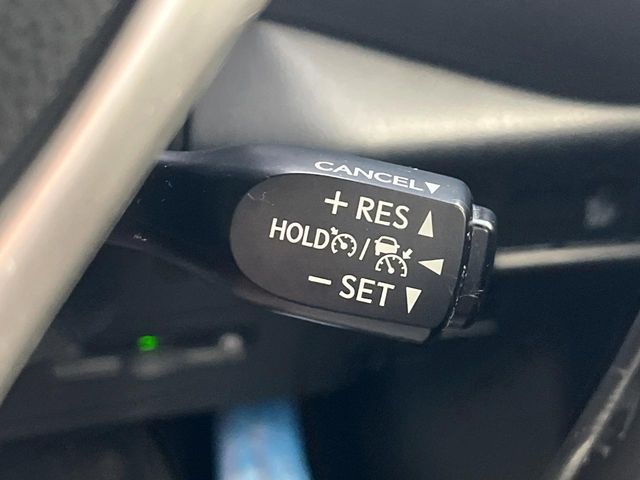 CANCEL▼
+ RES ▲
HOLD / ◀
− SET ▼